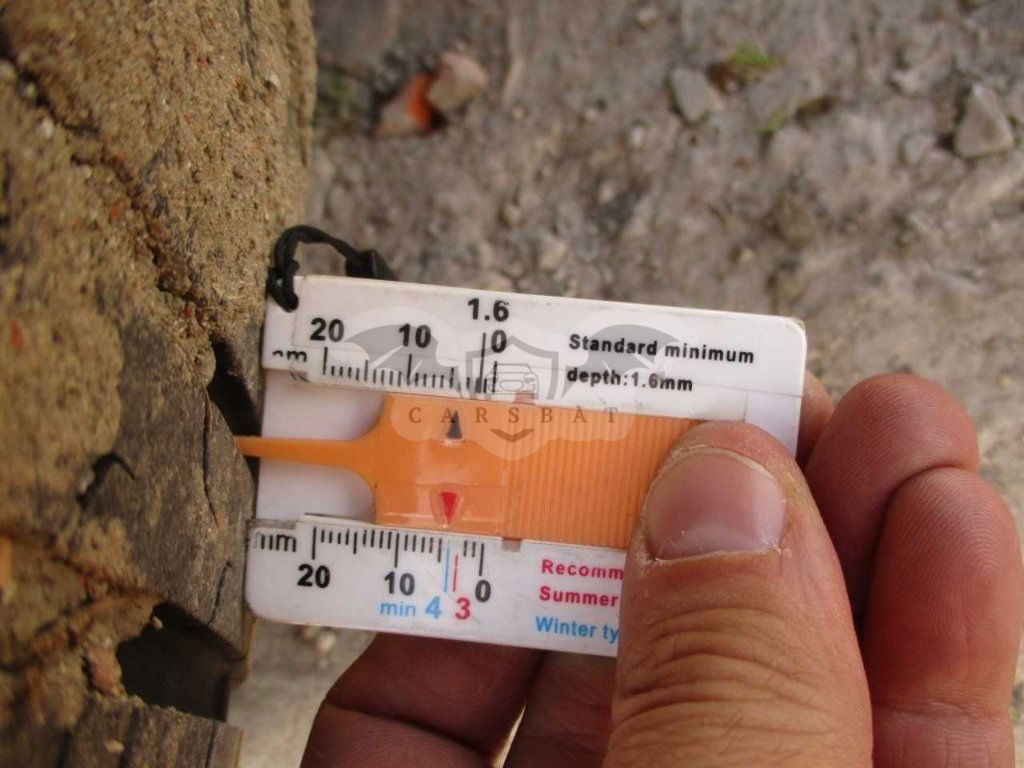 1.6
20 10 0
mm
Standard minimum
depth:1.6mm
CARSBAT
mm
20 10 0
min 4 3
Recomm
Summer
Winter ty